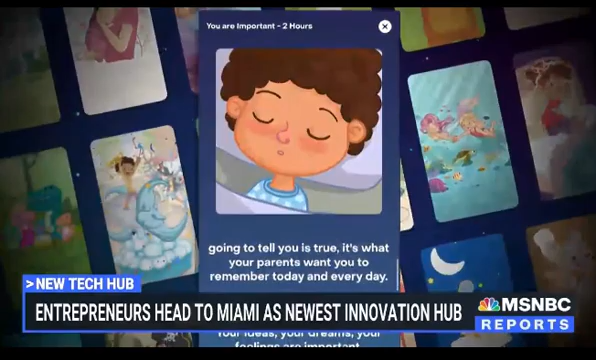 You are Important - 2 Hours
going to tell you is true, it's what
your parents want you to
remember today and every day.
> NEW TECH HUB
ENTREPRENEURS HEAD TO MIAMI AS NEWEST INNOVATION HUB
MSNBC
REPORTS
Your ideas, your dreams, your
feelings are important